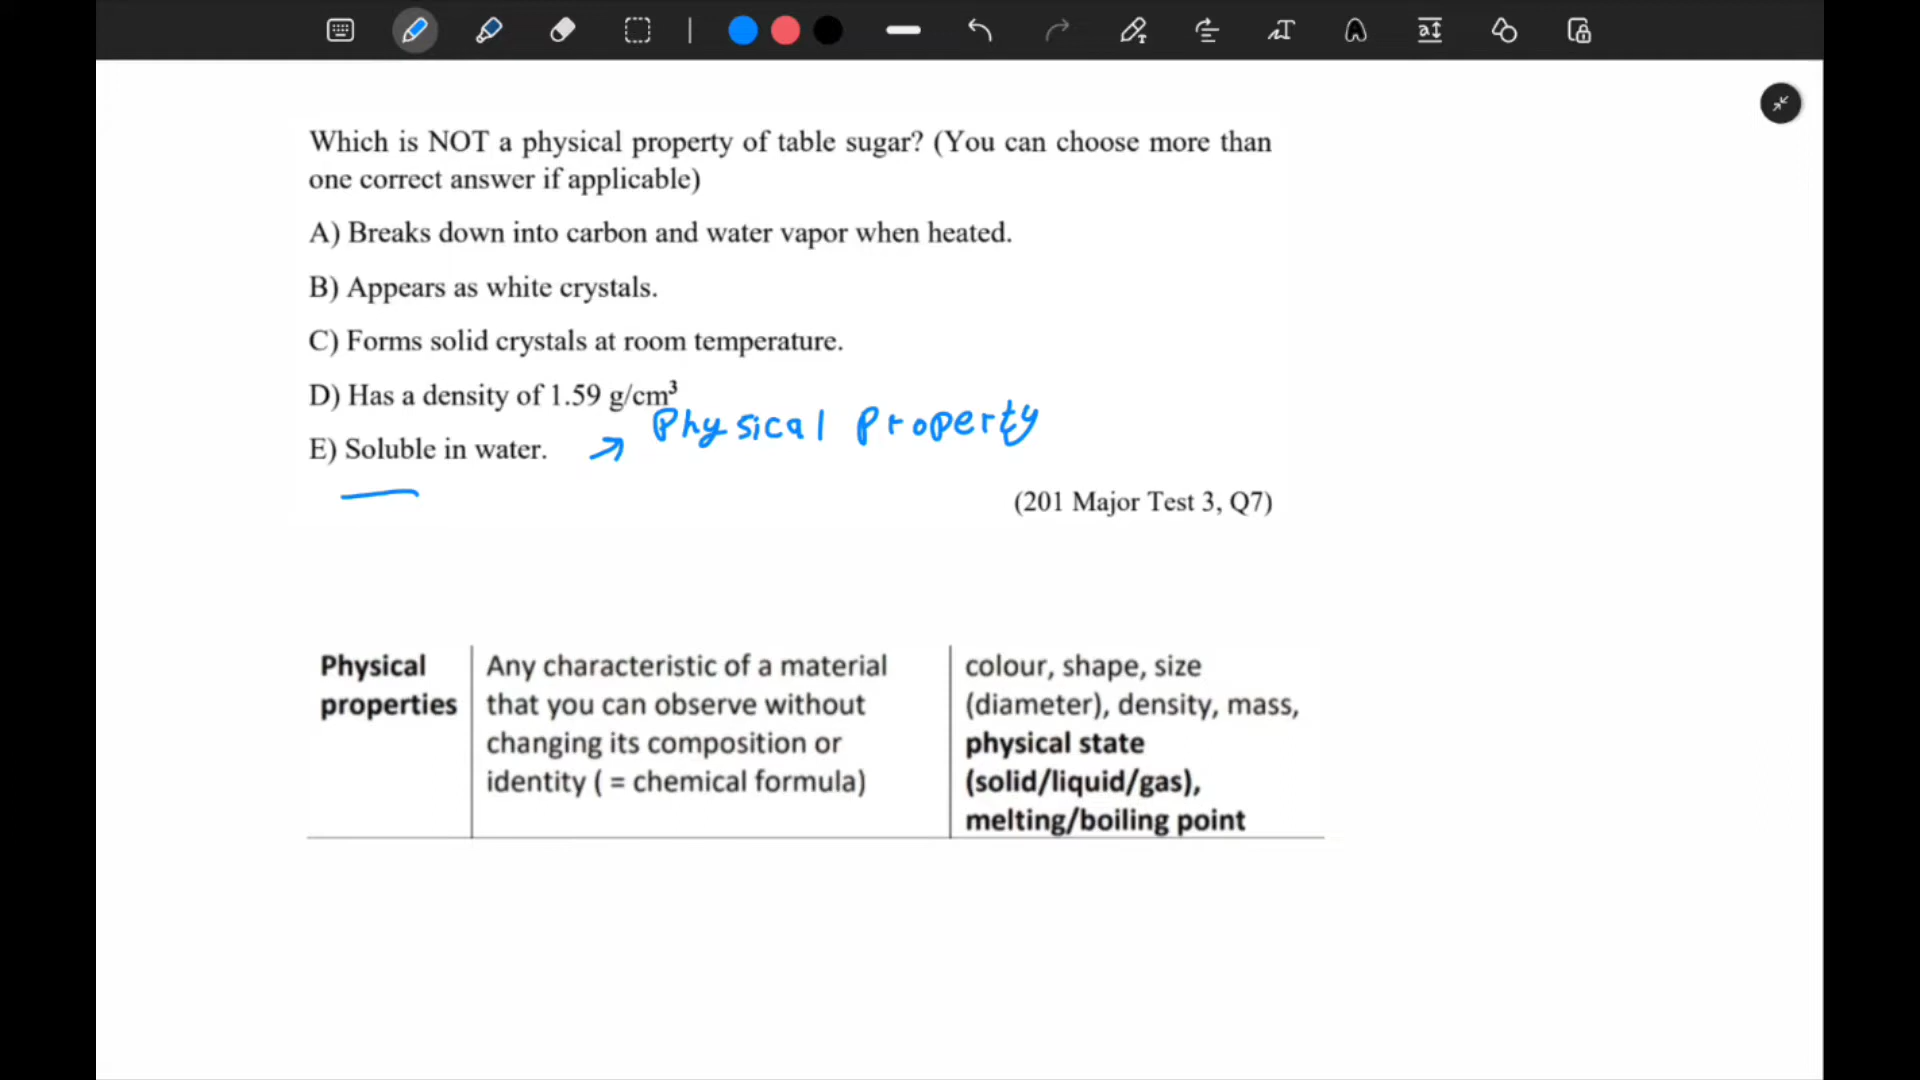 Which is NOT a physical property of table sugar? (You can choose more than
one correct answer if applicable)
A) Breaks down into carbon and water vapor when heated.
B) Appears as white crystals.
C) Forms solid crystals at room temperature.
D) Has a density of 1.59 g/cm³
Physical Property
E) Soluble in water. →
(201 Major Test 3, Q7)
Physical
properties
Any characteristic of a material
that you can observe without
changing its composition or
identity ( = chemical formula)
colour, shape, size
(diameter), density, mass,
physical state
(solid/liquid/gas),
melting/boiling point